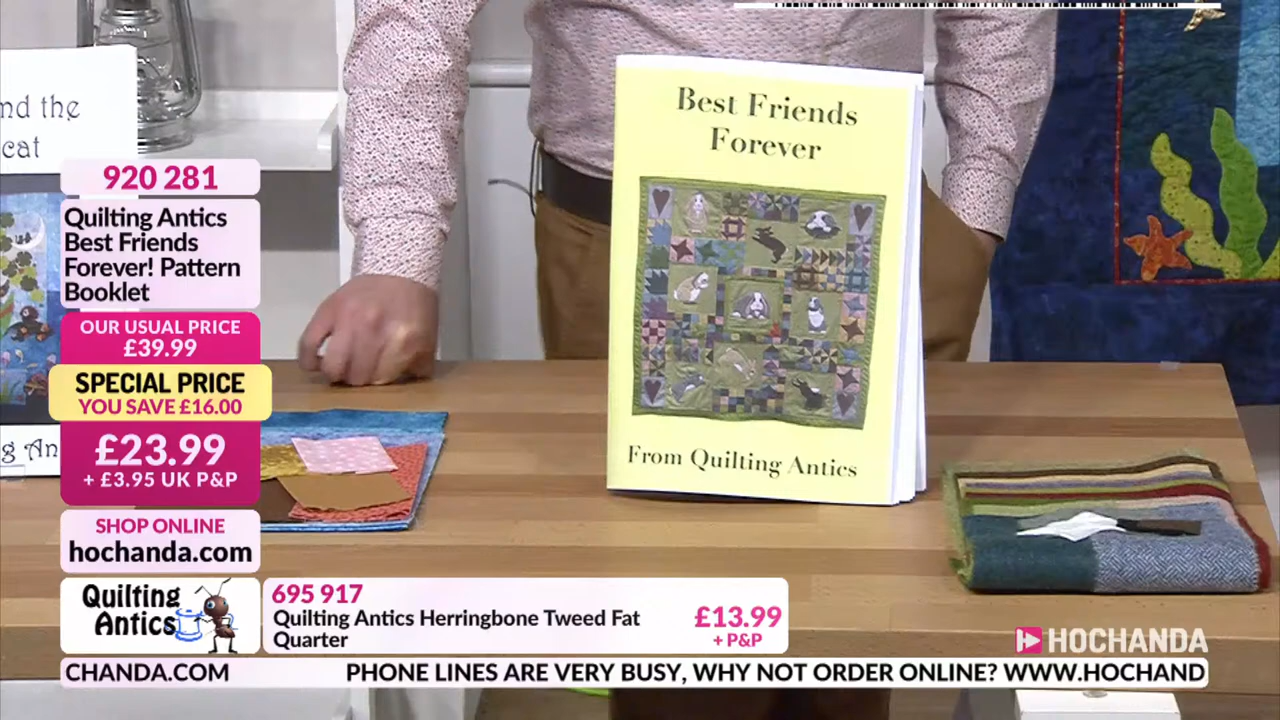 nd the
cat
920 281
Quilting Antics
Best Friends
Forever! Pattern
Booklet
OUR USUAL PRICE
£39.99
SPECIAL PRICE
YOU SAVE £16.00
£23.99
+ £3.95 UK P&P
SHOP ONLINE
hochanda.com
g An
Best Friends
Forever
From Quilting Antics
Quilting
Antics
695 917
Quilting Antics Herringbone Tweed Fat
Quarter
£13.99
+ P&P
HOCHANDA
CHANDA.COM
PHONE LINES ARE VERY BUSY, WHY NOT ORDER ONLINE? WWW.HOCHAND